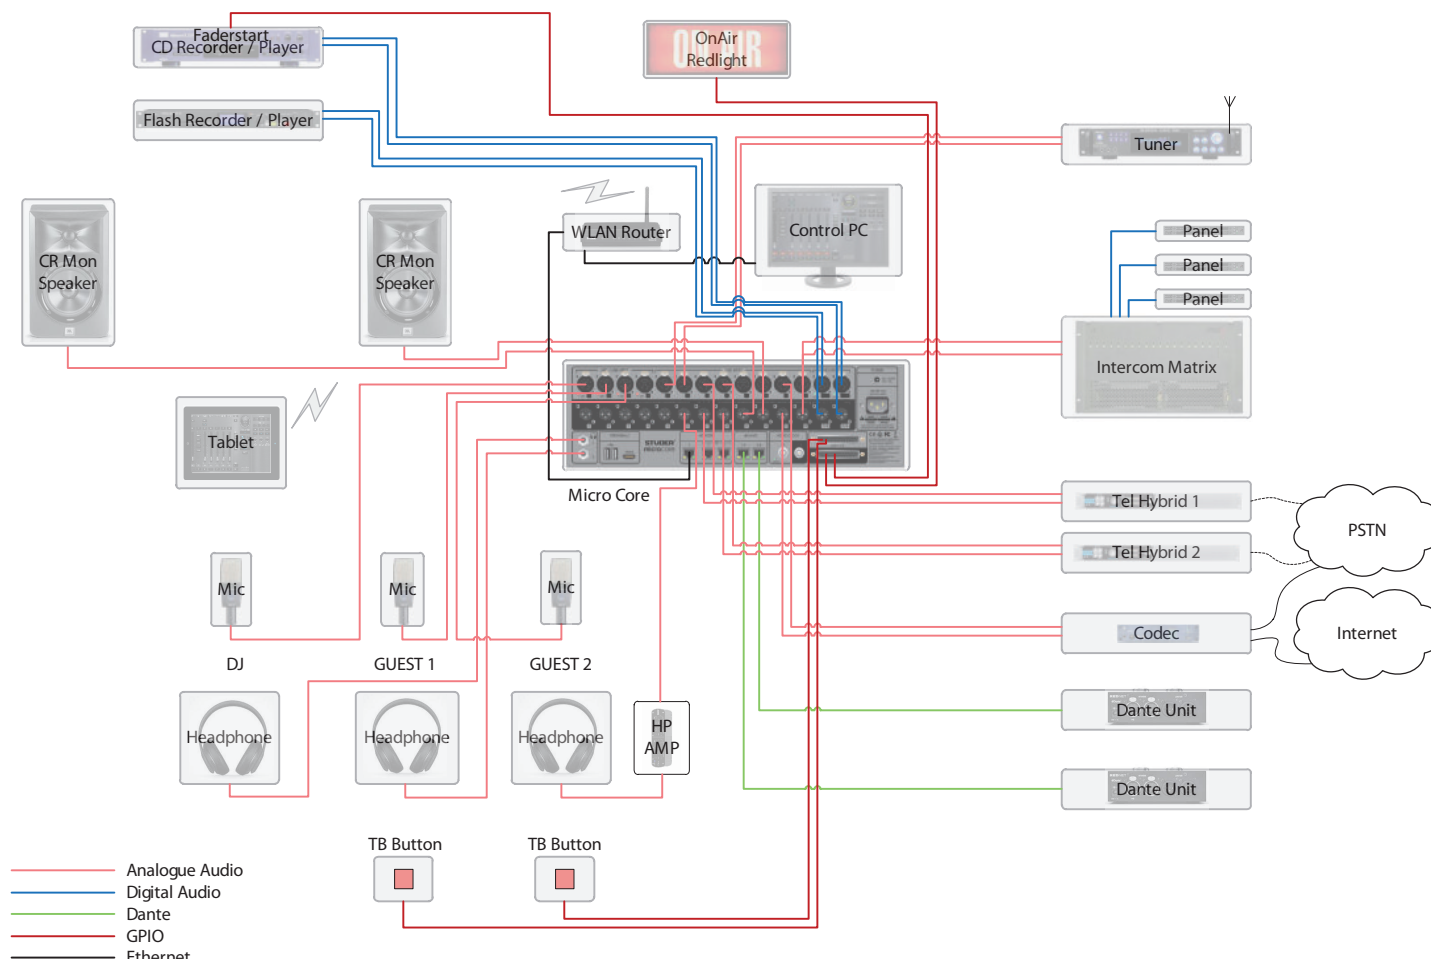 Faderstart
CD Recorder / Player
OnAir
Redlight
ON AIR
Flash Recorder / Player
Tuner
WLAN Router
Control PC
Panel
Panel
Panel
CR Mon
Speaker
CR Mon
Speaker
Intercom Matrix
Tablet
STUDER
Micro Core
Tel Hybrid 1
PSTN
Tel Hybrid 2
Mic
Mic
Mic
Codec
Internet
DJ
GUEST 1
GUEST 2
Headphone
Headphone
Headphone
HP
AMP
Dante Unit
Dante Unit
TB Button
TB Button
Analogue Audio
Digital Audio
Dante
GPIO
Ethernet